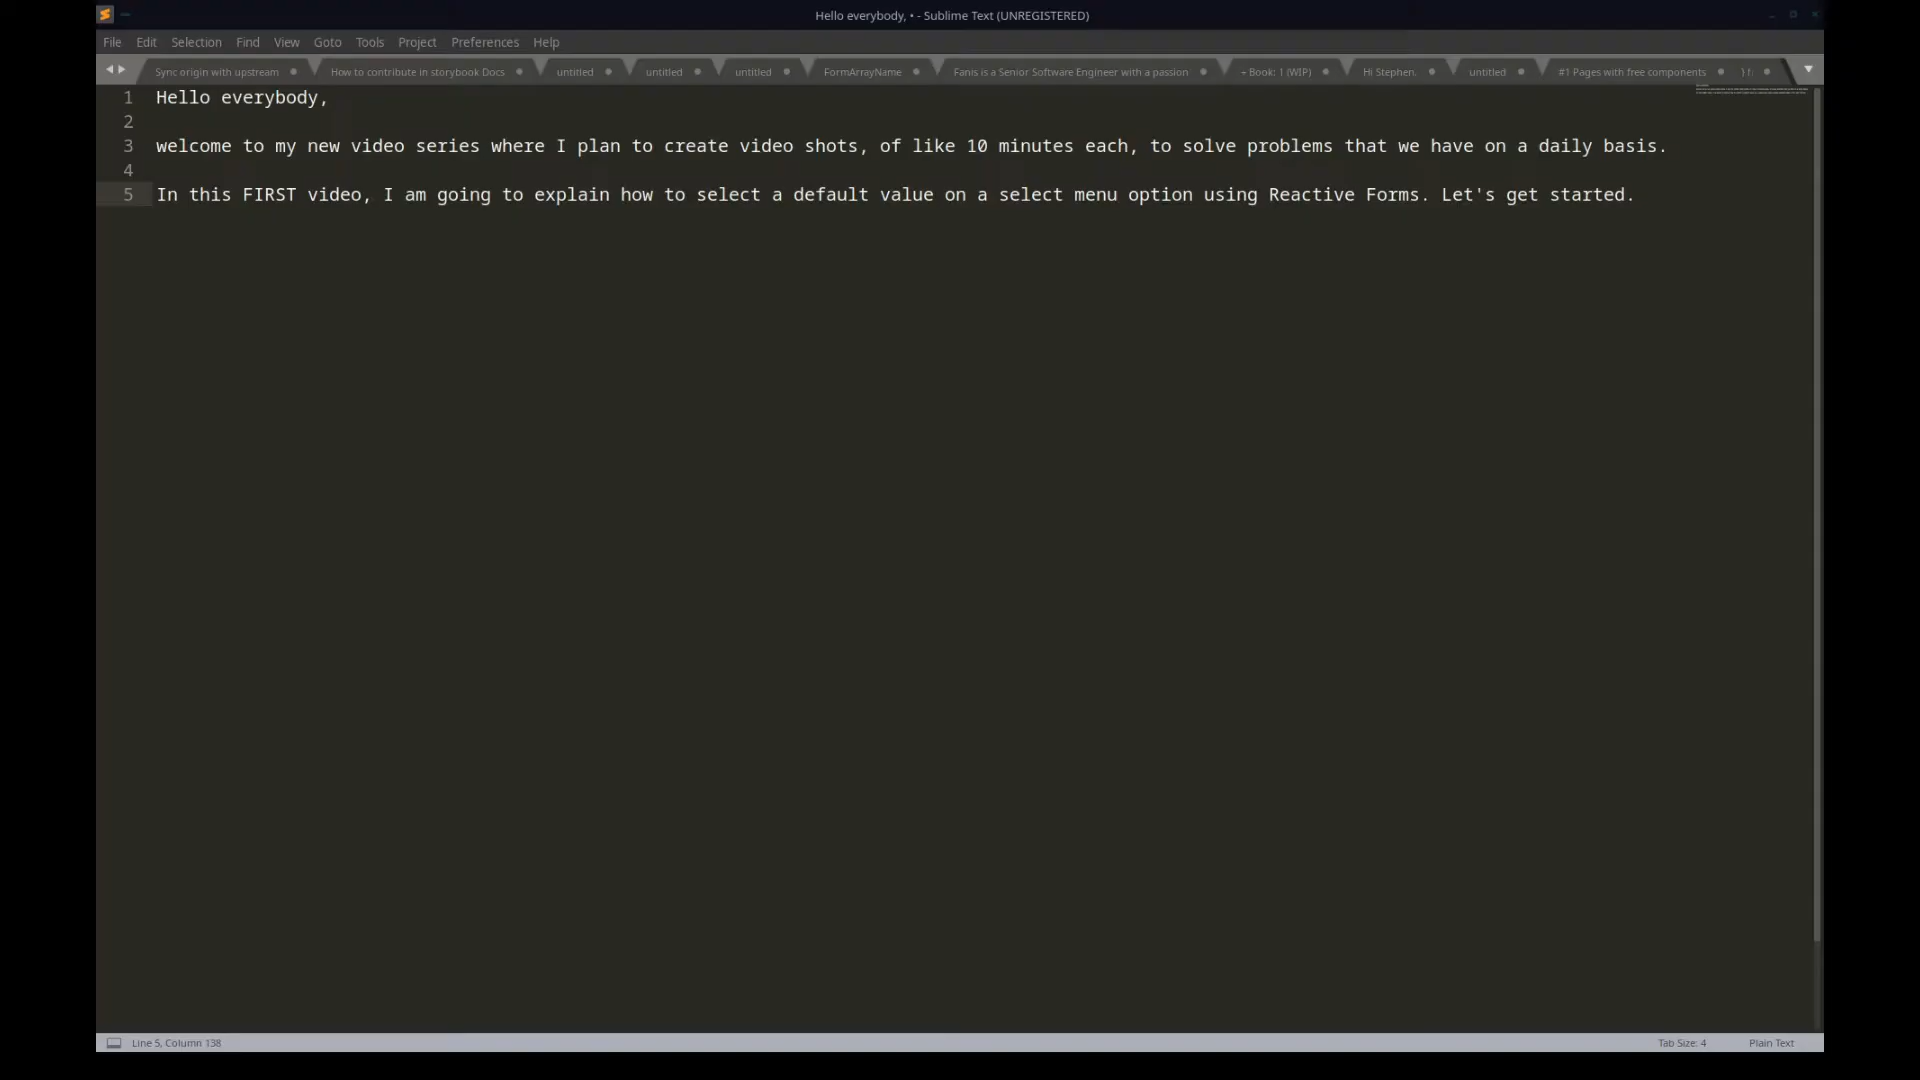 Hello everybody, • - Sublime Text (UNREGISTERED)
File Edit Selection Find View Goto Tools Project Preferences Help
Sync origin with upstream How to contribute in storybook Docs untitled untitled untitled FormArrayName Fanis is a Senior Software Engineer with a passion Book: 1 (WIP) Hi Stephen, untitled #1 Pages with free components
1 Hello everybody,
2
3 welcome to my new video series where I plan to create video shots, of like 10 minutes each, to solve problems that we have on a daily basis.
4
5 In this FIRST video, I am going to explain how to select a default value on a select menu option using Reactive Forms. Let's get started.
Line 5, Column 138 Tab Size: 4 Plain Text